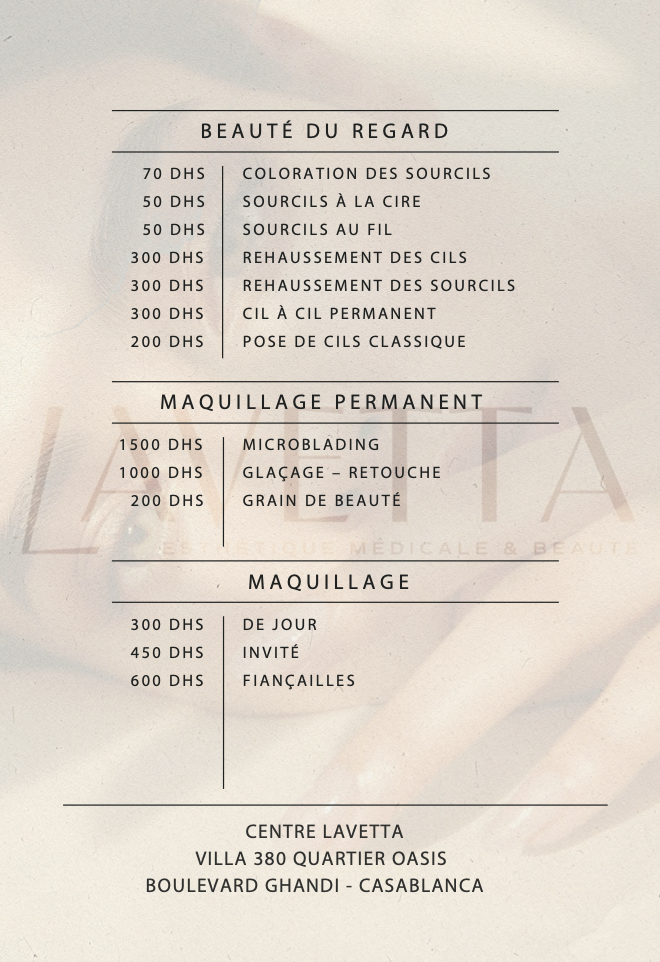 BEAUTÉ DU REGARD
70 DHS COLORATION DES SOURCILS
50 DHS SOURCILS À LA CIRE
50 DHS SOURCILS AU FIL
300 DHS REHAUSSEMENT DES CILS
300 DHS REHAUSSEMENT DES SOURCILS
300 DHS CIL À CIL PERMANENT
200 DHS POSE DE CILS CLASSIQUE
MAQUILLAGE PERMANENT
LAVETTA
1500 DHS MICROBLADING
1000 DHS GLAÇAGE – RETOUCHE
200 DHS GRAIN DE BEAUTÉ
ESTHETIQUE MÉDICALE & BEAUTE
MAQUILLAGE
300 DHS DE JOUR
450 DHS INVITÉ
600 DHS FIANÇAILLES
CENTRE LAVETTA
VILLA 380 QUARTIER OASIS
BOULEVARD GHANDI - CASABLANCA